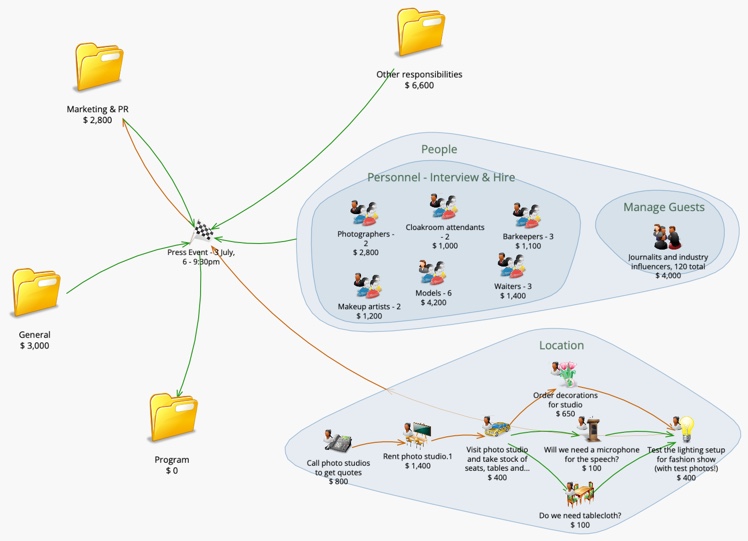 Other responsibilities
$ 6,600
Marketing & PR
$ 2,800
People
Personnel - Interview & Hire
Photographers -
2
$ 2,800
Cloakroom attendants
- 2
$ 1,000
Barkeepers - 3
$ 1,100
Makeup artists - 2
$ 1,200
Models - 6
$ 4,200
Waiters - 3
$ 1,400
Manage Guests
Journalits and industry
influencers, 120 total
$ 4,000
Press Event - 3 July,
6 - 9:30pm
General
$ 3,000
Program
$ 0
Location
Order decorations
for studio
$ 650
Call photo studios
to get quotes
$ 800
Rent photo studio.1
$ 1,400
Visit photo studio
and take stock of
seats, tables and...
$ 400
Will we need a microphone
for the speech?
$ 100
Test the lighting setup
for fashion show
(with test photos!)
$ 400
Do we need tablecloth?
$ 100